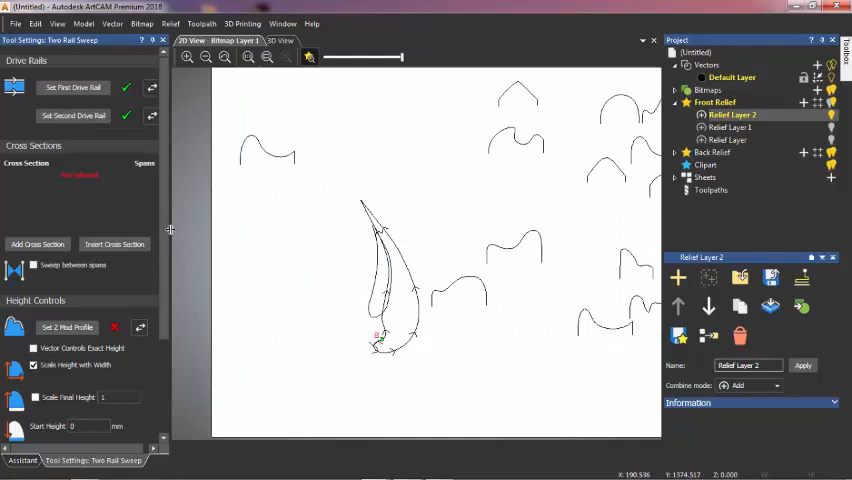 (Untitled) - Autodesk ArtCAM Premium 2018
File Edit View Model Vector Bitmap Relief Toolpath 3D Printing Window Help
Tool Settings: Two Rail Sweep
Drive Rails
Set First Drive Rail
Set Second Drive Rail
Cross Sections
Cross Section Spans
Not selected
Add Cross Section Insert Cross Section
Sweep between spans
Height Controls
Set Z Mod Profile
Vector Controls Exact Height
Scale Height with Width
Scale Final Height 1
Start Height 0 mm
Assistant Tool Settings: Two Rail Sweep
2D View - Bitmap Layer 1 3D View
Project
(Untitled)
Vectors
Default Layer
Bitmaps
Front Relief
Relief Layer 2
Relief Layer 1
Relief Layer
Back Relief
Clipart
Sheets
Toolpaths
Toolbox
Relief Layer 2
Name: Relief Layer 2 Apply
Combine mode: Add
Information
X: 190.536 Y: 1374.517 Z: 0.000 W: H: